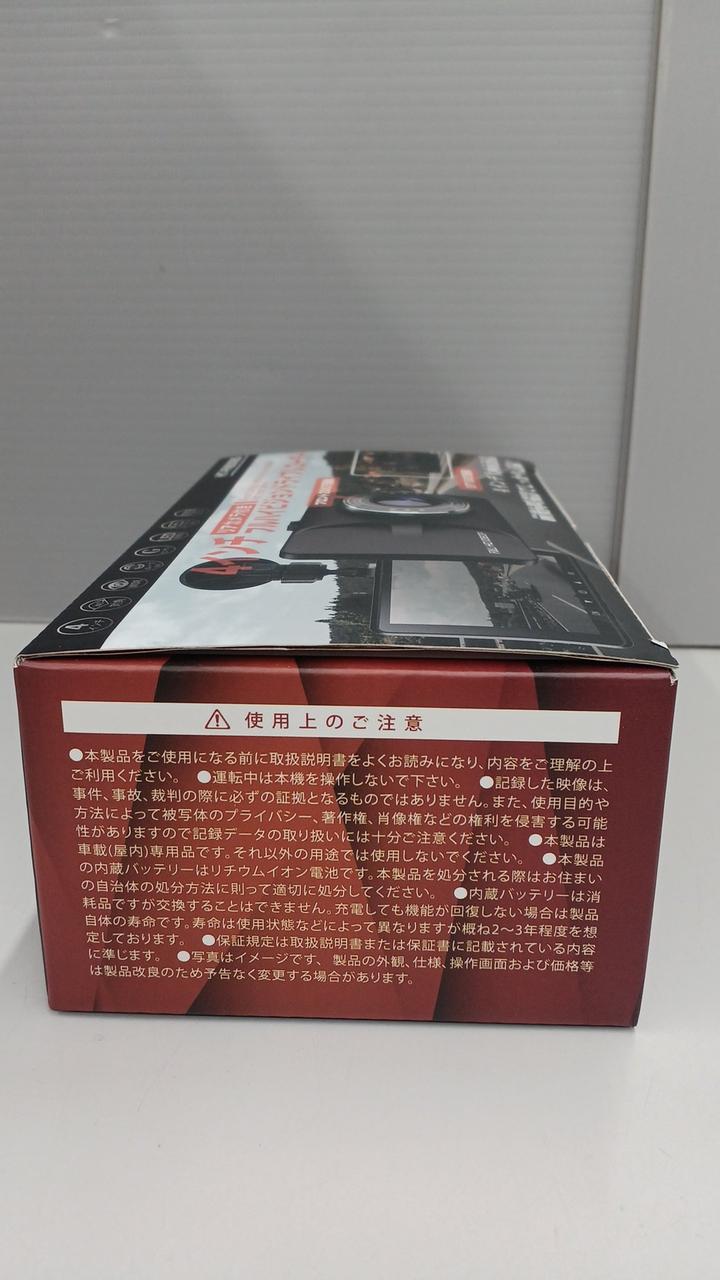 リアカメラ付き
4インチ
フルハイビジョン
使用上のご注意
●本製品をご使用になる前に取扱説明書をよくお読みになり、内容をご理解の上
ご利用ください。 ●運転中は本機を操作しないで下さい。 ●記録した映像は、
事件、事故、裁判の際に必ずの証拠となるものではありません。また、使用目的や
方法によって被写体のプライバシー、著作権、肖像権などの権利を侵害する可能
性がありますので記録データの取り扱いには十分ご注意ください。 ●本製品は
車載(屋内)専用品です。それ以外の用途では使用しないでください。 ●本製品
の内蔵バッテリーはリチウムイオン電池です。本製品を処分される際はお住まい
の自治体の処分方法に則って適切に処分してください。 ●内蔵バッテリーは消
耗品ですが交換することはできません。充電しても機能が回復しない場合は製品
自体の寿命です。寿命は使用状態などによって異なりますが概ね2〜3年程度を想
定しております。 ●保証規定は取扱説明書または保証書に記載されている内容
に準じます。 ●写真はイメージです、 製品の外観、仕様、操作画面および価格等
は製品改良のため予告なく変更する場合があります。